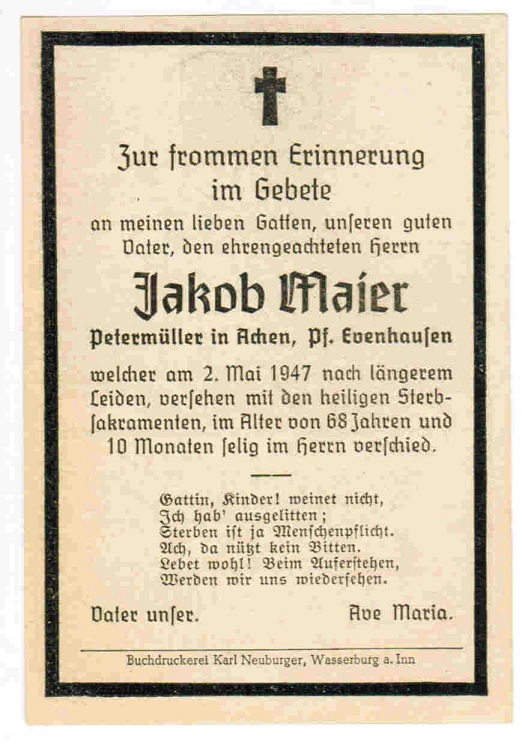 Zur frommen Erinnerung
im Gebete
an meinen lieben Gatten, unseren guten
Vater, den ehrengeachteten Herrn
Jakob Maier
Petermüller in Achen, Pf. Evenhausen
welcher am 2. Mai 1947 nach längerem
Leiden, versehen mit den heiligen Sterb-
sakramenten, im Alter von 68 Jahren und
10 Monaten selig im Herrn verschied.
Gattin, Kinder! weinet nicht,
Ich hab' ausgelitten;
Sterben ist ja Menschenpflicht.
Ach, da nützt kein Bitten.
Lebet wohl! Beim Auferstehen,
Werden wir uns wiedersehen.
Vater unser. Ave Maria.
Buchdruckerei Karl Neuburger, Wasserburg a. Inn